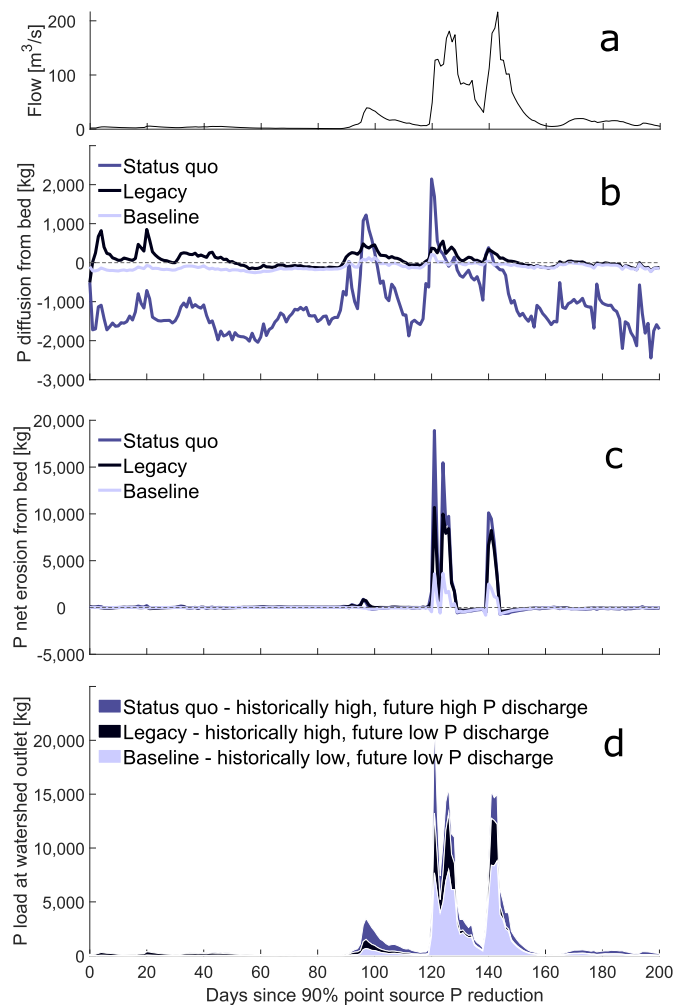 a
Flow [m³/s]
200
100
0
b
P diffusion from bed [kg]
Status quo
Legacy
Baseline
2,000
1,000
0
-1,000
-2,000
-3,000
c
P net erosion from bed [kg]
20,000
Status quo
Legacy
Baseline
15,000
10,000
5,000
0
-5,000
d
P load at watershed outlet [kg]
Status quo - historically high, future high P discharge
Legacy - historically high, future low P discharge
Baseline - historically low, future low P discharge
20,000
15,000
10,000
5,000
0
0 20 40 60 80 100 120 140 160 180 200
Days since 90% point source P reduction